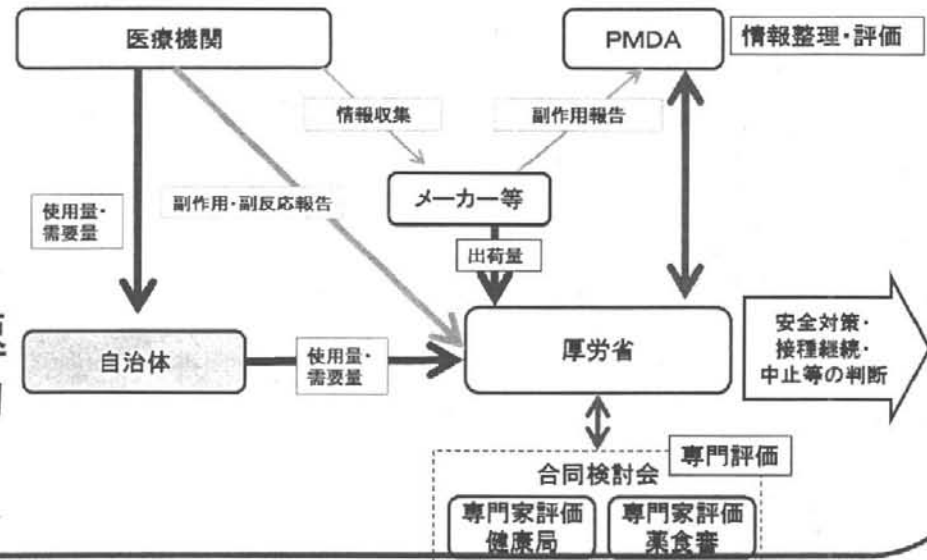 医療機関
PMDA
情報整理・評価
情報収集
副作用報告
メーカー等
使用量・
需要量
副作用・副反応報告
出荷量
自治体
使用量・
需要量
厚労省
安全対策・
接種継続・
中止等の判断
専門評価
合同検討会
専門家評価
健康局
専門家評価
薬食審